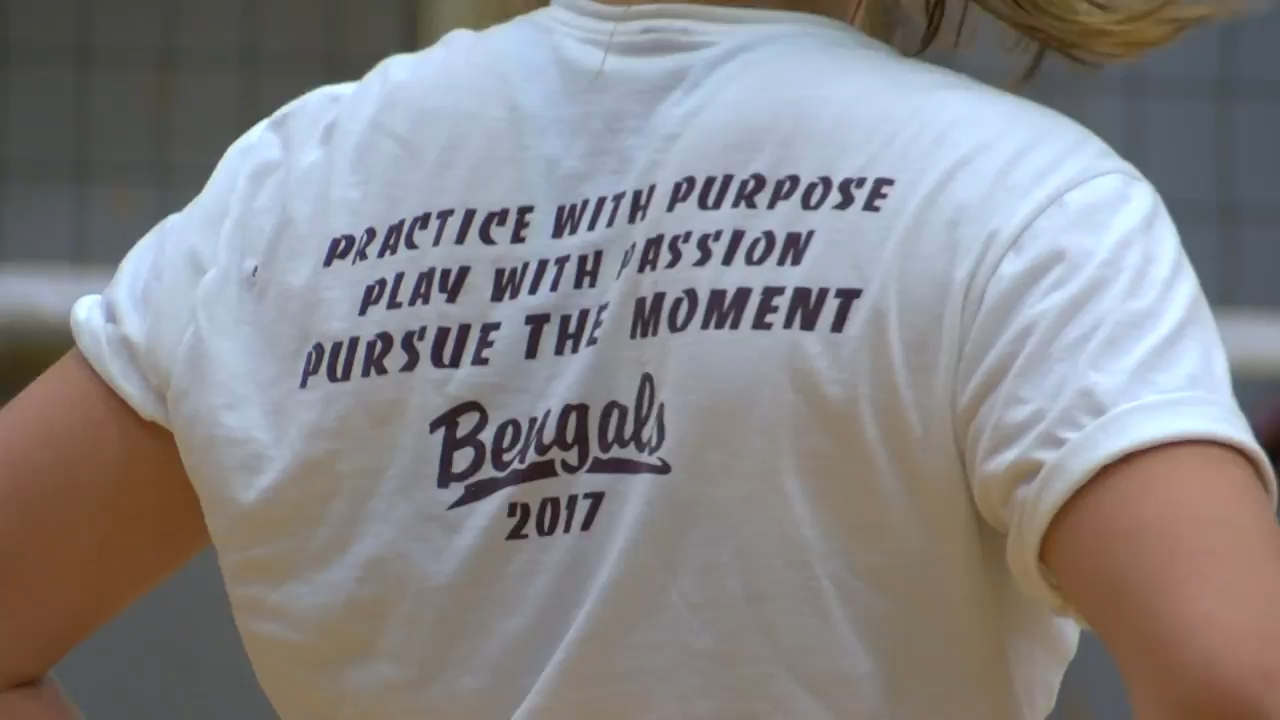 PRACTICE WITH PURPOSE
PLAY WITH PASSION
PURSUE THE MOMENT
Bengals
2017